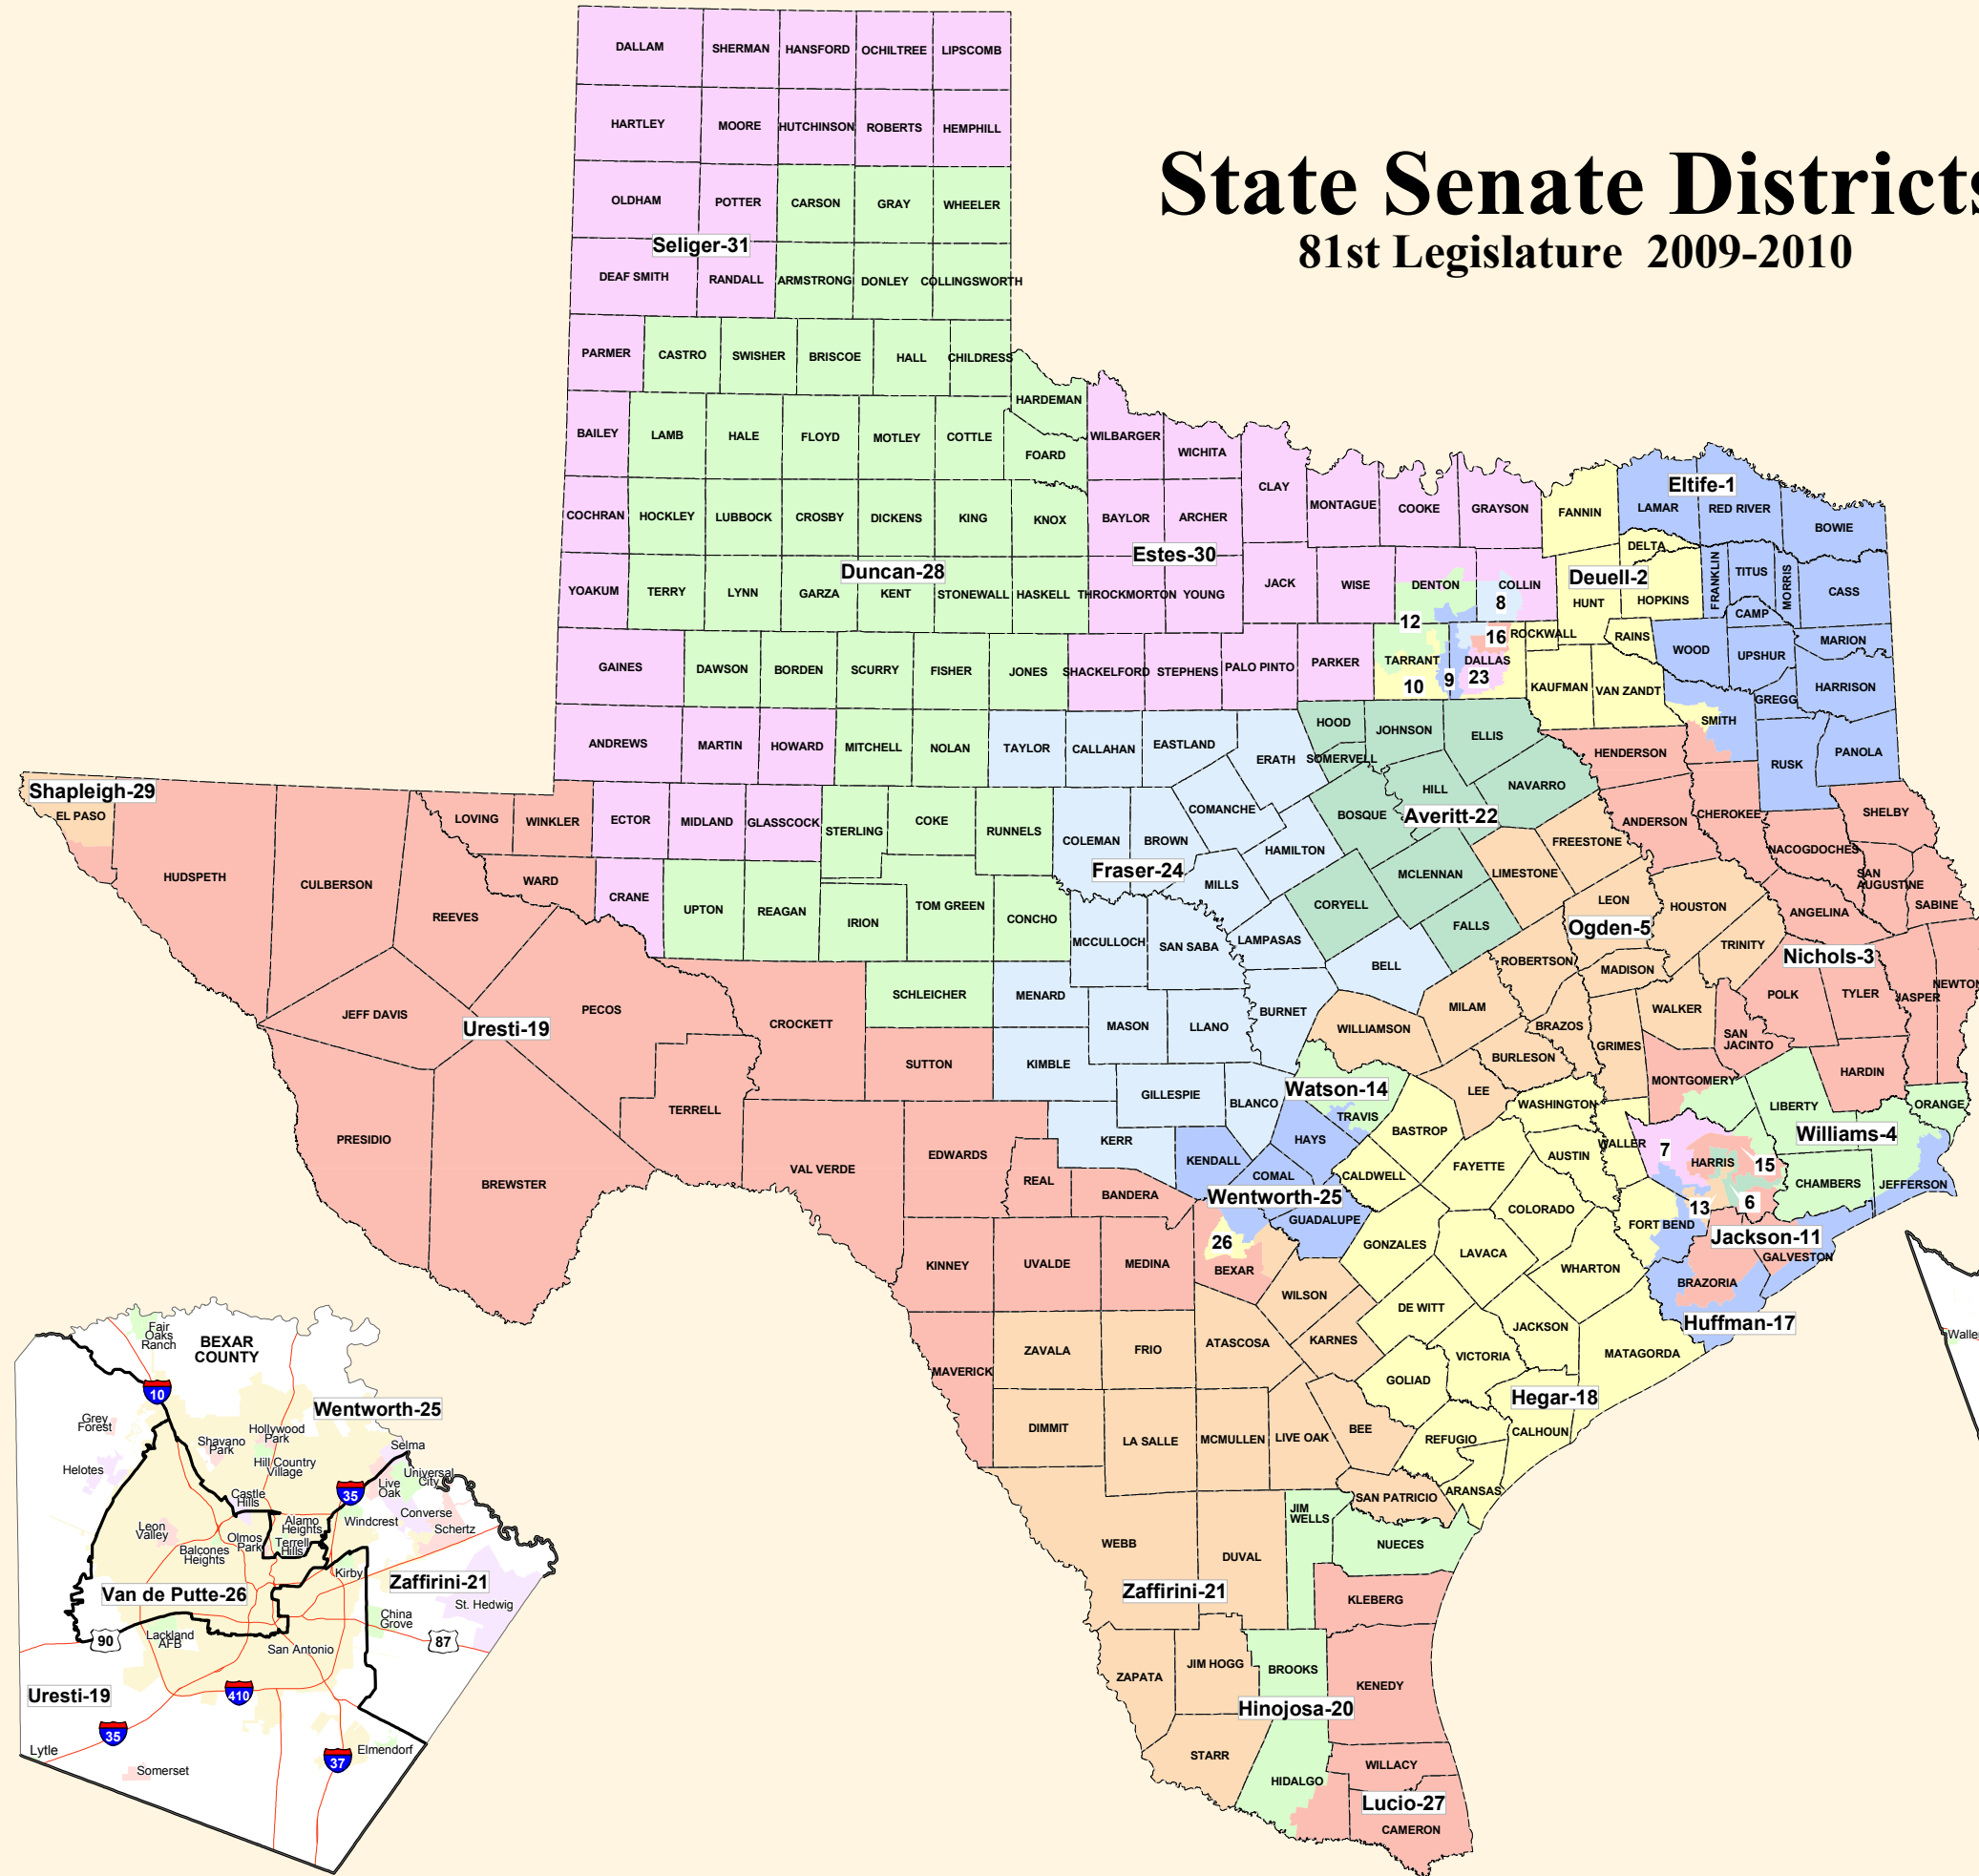 State Senate Districts
81st Legislature 2009-2010
DALLAM
SHERMAN
HANSFORD
OCHILTREE
LIPSCOMB
HARTLEY
MOORE
HUTCHINSON
ROBERTS
HEMPHILL
OLDHAM
POTTER
CARSON
GRAY
WHEELER
Seliger-31
DEAF SMITH
RANDALL
ARMSTRONG
DONLEY
COLLINGSWORTH
PARMER
CASTRO
SWISHER
BRISCOE
HALL
CHILDRESS
HARDEMAN
BAILEY
LAMB
HALE
FLOYD
MOTLEY
COTTLE
FOARD
WILBARGER
WICHITA
CLAY
MONTAGUE
COOKE
GRAYSON
FANNIN
Eltife-1
LAMAR
RED RIVER
BOWIE
COCHRAN
HOCKLEY
LUBBOCK
CROSBY
DICKENS
KING
KNOX
BAYLOR
ARCHER
Estes-30
DELTA
Duncan-28
Deuell-2
YOAKUM
TERRY
LYNN
GARZA
KENT
STONEWALL
HASKELL
THROCKMORTON
YOUNG
JACK
WISE
DENTON
COLLIN
8
HUNT
HOPKINS
FRANKLIN
TITUS
MORRIS
CAMP
CASS
12
16
ROCKWALL
RAINS
WOOD
UPSHUR
MARION
GAINES
DAWSON
BORDEN
SCURRY
FISHER
JONES
SHACKELFORD
STEPHENS
PALO PINTO
PARKER
TARRANT
DALLAS
10
9
23
KAUFMAN
VAN ZANDT
GREGG
HARRISON
SMITH
ANDREWS
MARTIN
HOWARD
MITCHELL
NOLAN
TAYLOR
CALLAHAN
EASTLAND
ERATH
HOOD
SOMERVELL
JOHNSON
ELLIS
HENDERSON
RUSK
PANOLA
Shapleigh-29
EL PASO
HUDSPETH
CULBERSON
REEVES
LOVING
WINKLER
WARD
ECTOR
MIDLAND
GLASSCOCK
STERLING
COKE
RUNNELS
COLEMAN
BROWN
COMANCHE
HAMILTON
BOSQUE
HILL
NAVARRO
Averitt-22
ANDERSON
CHEROKEE
SHELBY
NACOGDOCHES
FREESTONE
LIMESTONE
MCLENNAN
Fraser-24
MILLS
CRANE
UPTON
REAGAN
IRION
TOM GREEN
CONCHO
MCCULLOCH
SAN SABA
LAMPASAS
CORYELL
FALLS
BELL
LEON
Ogden-5
HOUSTON
TRINITY
ANGELINA
SAN
AUGUSTINE
SABINE
Nichols-3
ROBERTSON
MADISON
POLK
TYLER
JASPER
NEWTON
JEFF DAVIS
Uresti-19
PECOS
CROCKETT
SCHLEICHER
MENARD
MASON
LLANO
BURNET
WILLIAMSON
MILAM
BRAZOS
WALKER
GRIMES
SAN
JACINTO
HARDIN
SUTTON
KIMBLE
BURLESON
MONTGOMERY
PRESIDIO
BREWSTER
TERRELL
GILLESPIE
BLANCO
Watson-14
TRAVIS
LEE
WASHINGTON
LIBERTY
ORANGE
Williams-4
VAL VERDE
EDWARDS
REAL
KERR
BANDERA
KENDALL
COMAL
HAYS
BASTROP
CALDWELL
FAYETTE
AUSTIN
WALLER
7
HARRIS
15
6
13
CHAMBERS
JEFFERSON
Wentworth-25
GUADALUPE
26
BEXAR
GONZALES
LAVACA
COLORADO
FORT BEND
Jackson-11
GALVESTON
BRAZORIA
Huffman-17
KINNEY
UVALDE
MEDINA
WILSON
DE WITT
WHARTON
JACKSON
MATAGORDA
MAVERICK
ZAVALA
FRIO
ATASCOSA
KARNES
VICTORIA
GOLIAD
Hegar-18
CALHOUN
DIMMIT
LA SALLE
MCMULLEN
LIVE OAK
BEE
REFUGIO
ARANSAS
SAN PATRICIO
JIM
WELLS
NUECES
WEBB
DUVAL
Zaffirini-21
KLEBERG
ZAPATA
JIM HOGG
BROOKS
KENEDY
Hinojosa-20
STARR
HIDALGO
WILLACY
Lucio-27
CAMERON
BEXAR
COUNTY
Fair
Oaks
Ranch
10
Wentworth-25
Grey
Forest
Shavano
Park
Hollywood
Park
Hill Country
Village
Selma
Helotes
Universal
City
Live
Oak
35
Castle
Hills
Converse
Windcrest
Schertz
Leon
Valley
Olmos
Park
Alamo
Heights
Terrell
Hills
Balcones
Heights
Kirby
Van de Putte-26
Zaffirini-21
St. Hedwig
China
Grove
Lackland
AFB
90
87
San Antonio
Uresti-19
410
35
37
Elmendorf
Lytle
Somerset